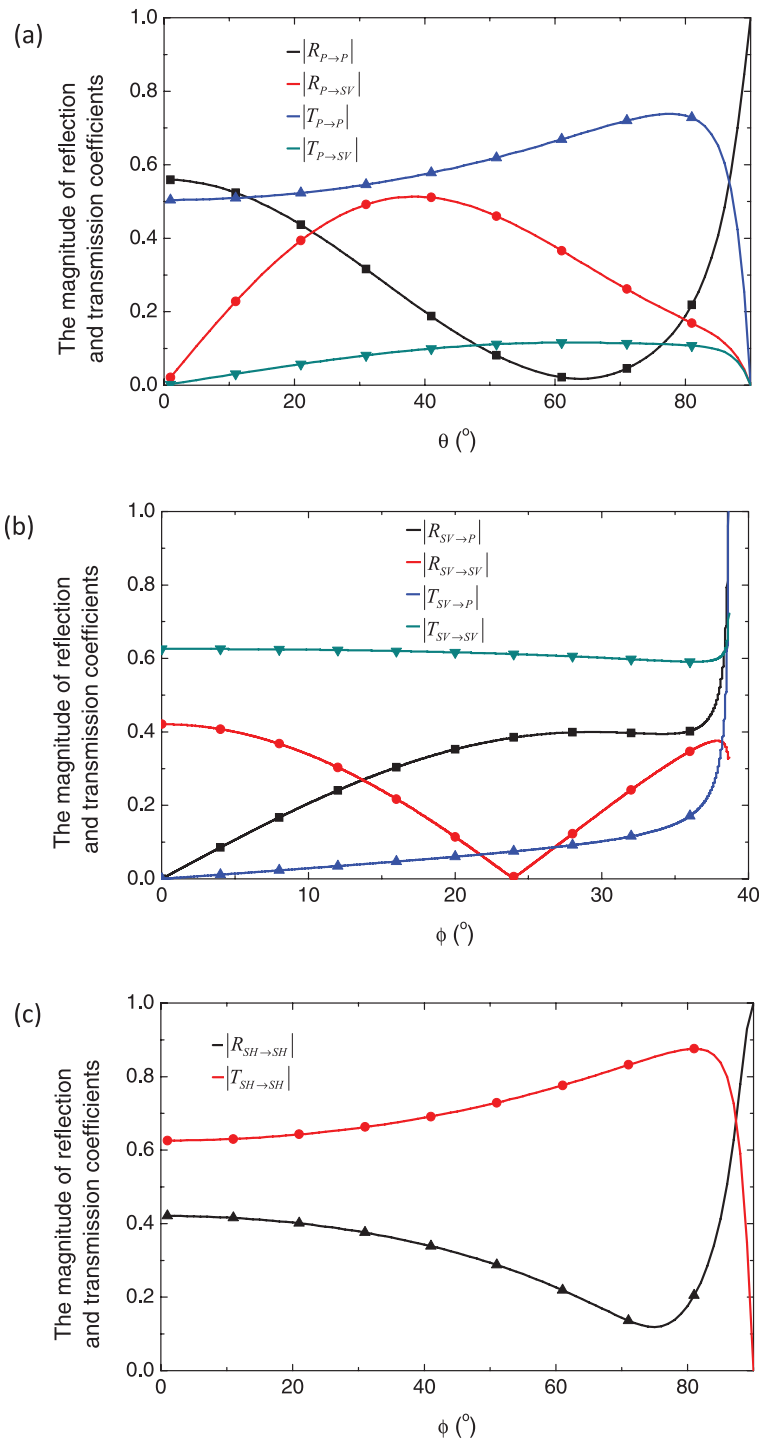 (a)
|R_{P→P}|
|R_{P→SV}|
|T_{P→P}|
|T_{P→SV}|
The magnitude of reflection
and transmission coefficients
1.0
0.8
0.6
0.4
0.2
0.0
0 20 40 60 80
θ (°)
(b)
|R_{SV→P}|
|R_{SV→SV}|
|T_{SV→P}|
|T_{SV→SV}|
The magnitude of reflection
and transmission coefficients
1.0
0.8
0.6
0.4
0.2
0.0
0 10 20 30 40
ϕ (°)
(c)
|R_{SH→SH}|
|T_{SH→SH}|
The magnitude of reflection
and transmission coefficients
1.0
0.8
0.6
0.4
0.2
0.0
0 20 40 60 80
ϕ (°)